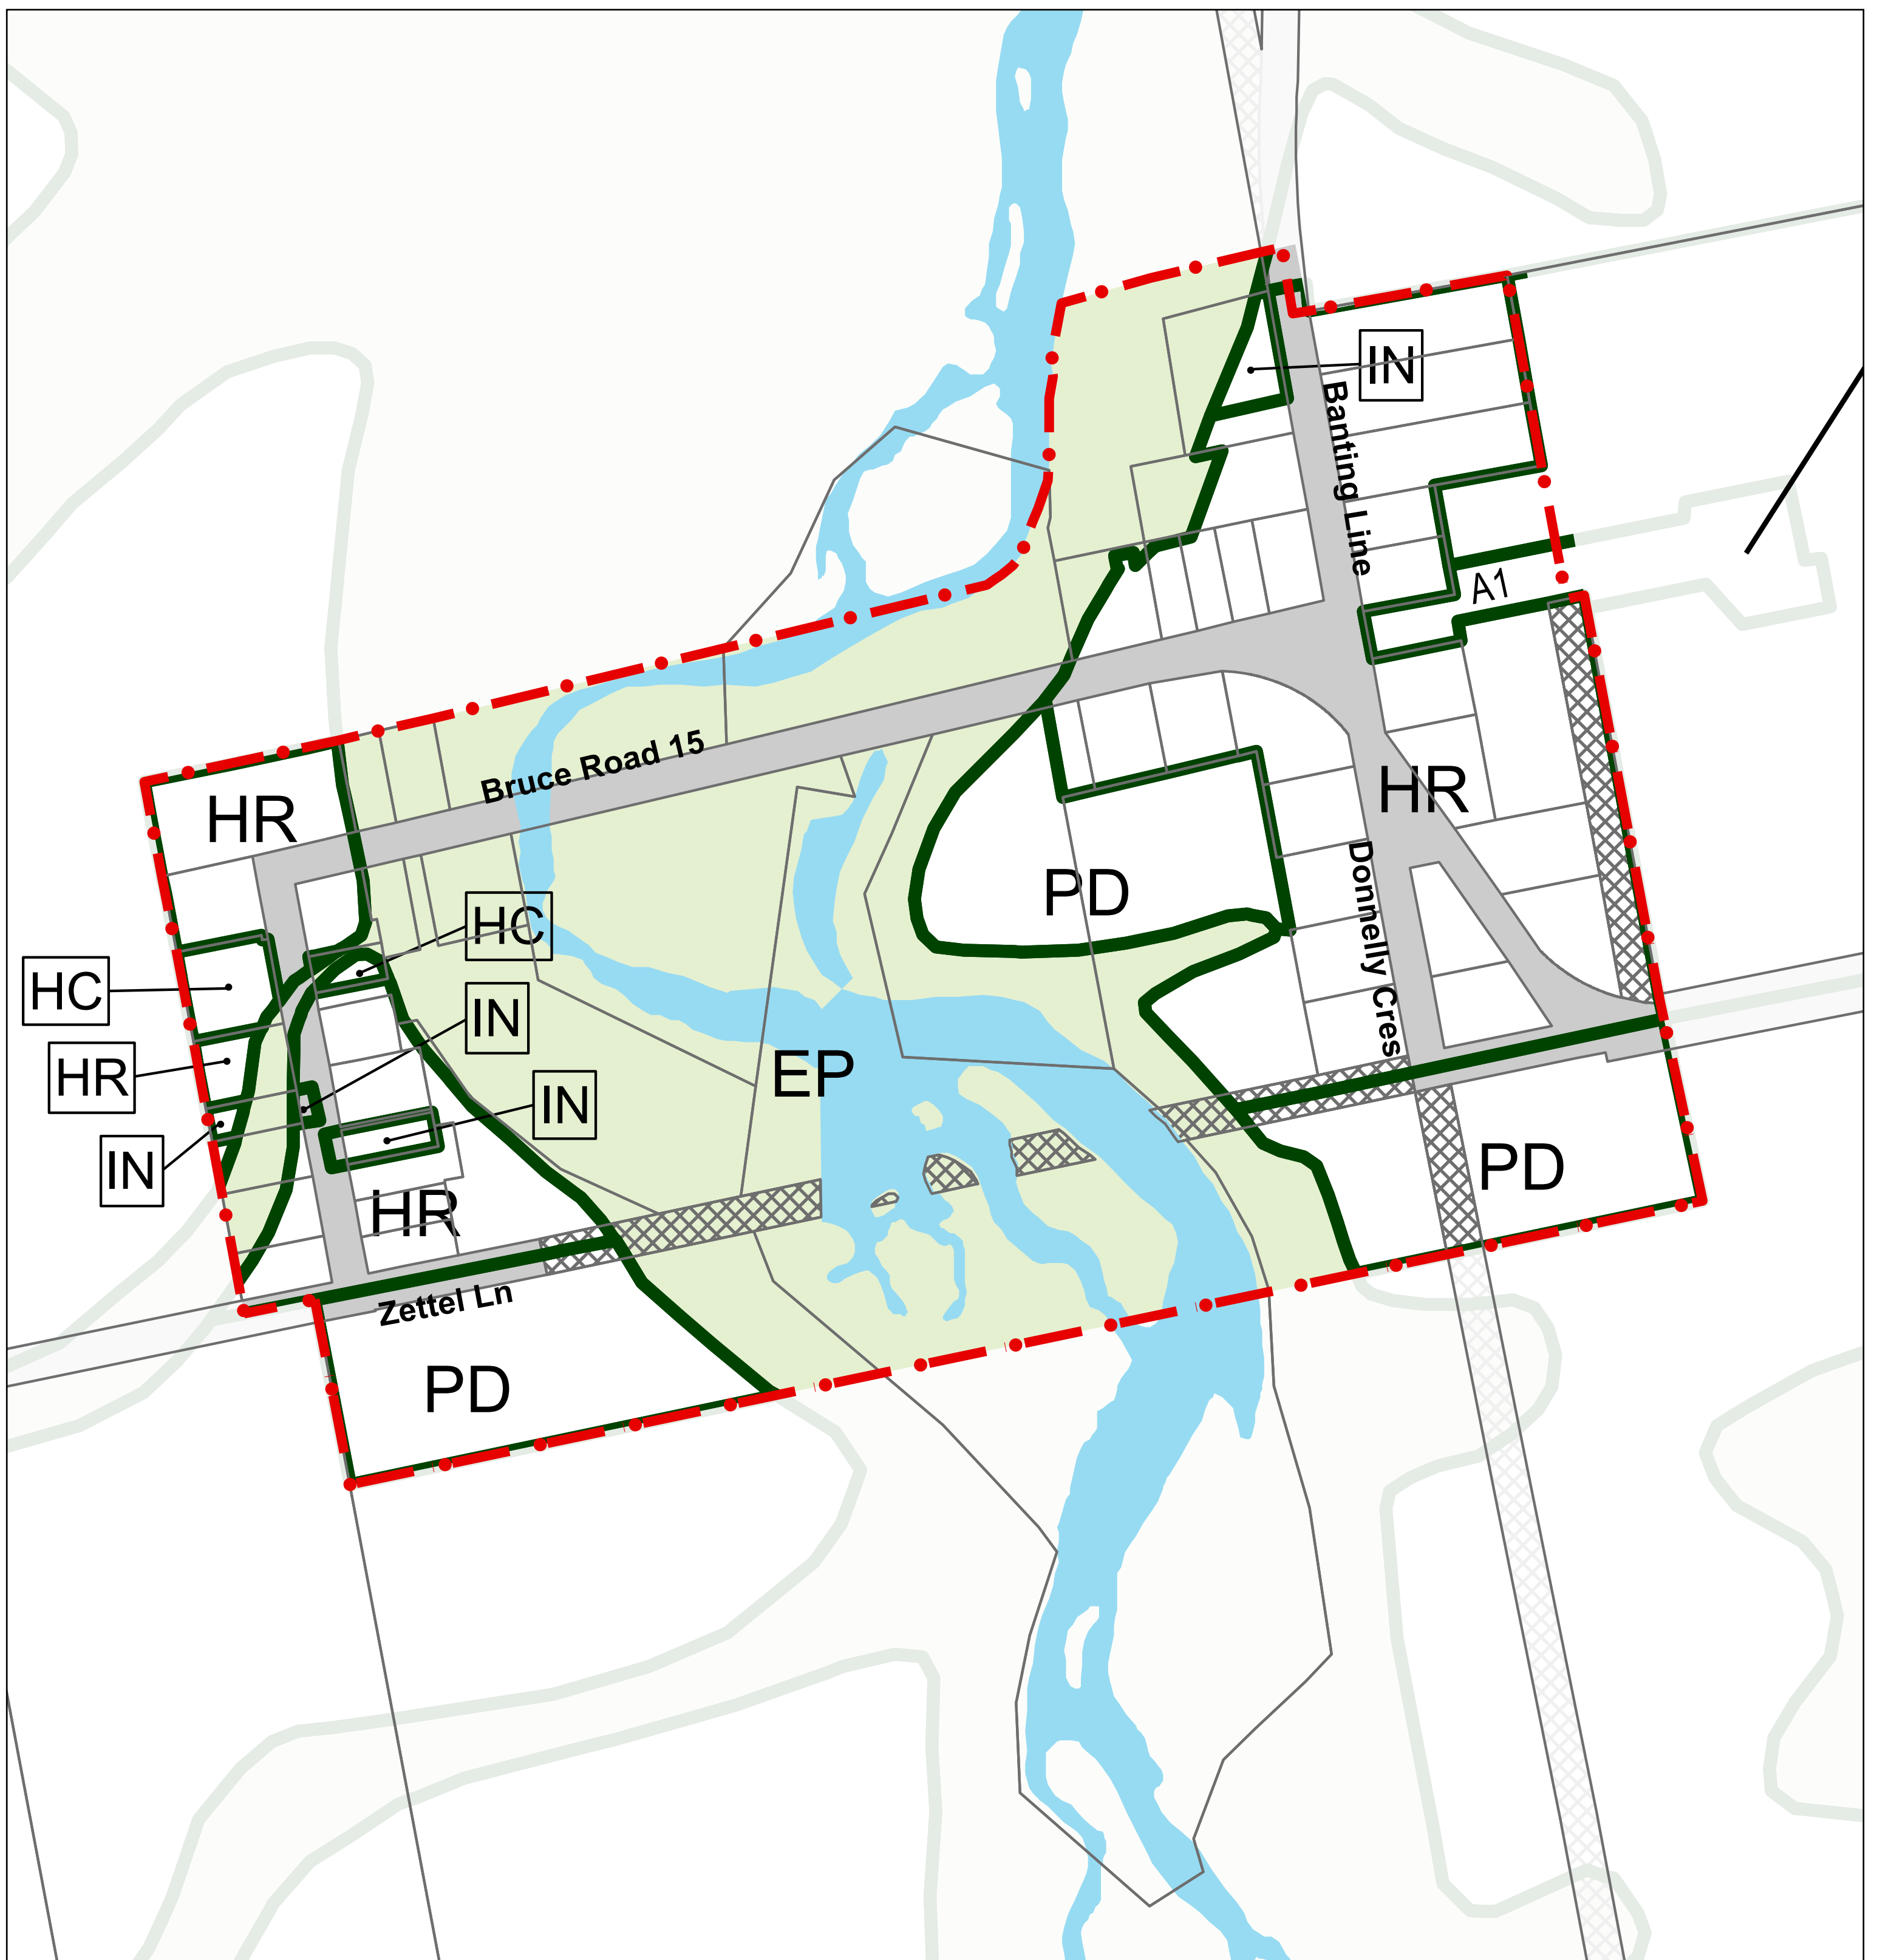 IN
Banting Line
A1
Bruce Road 15
HR
HR
PD
Donnelly Cres
HC
HC
IN
HR
EP
IN
IN
PD
HR
Zettel Ln
PD